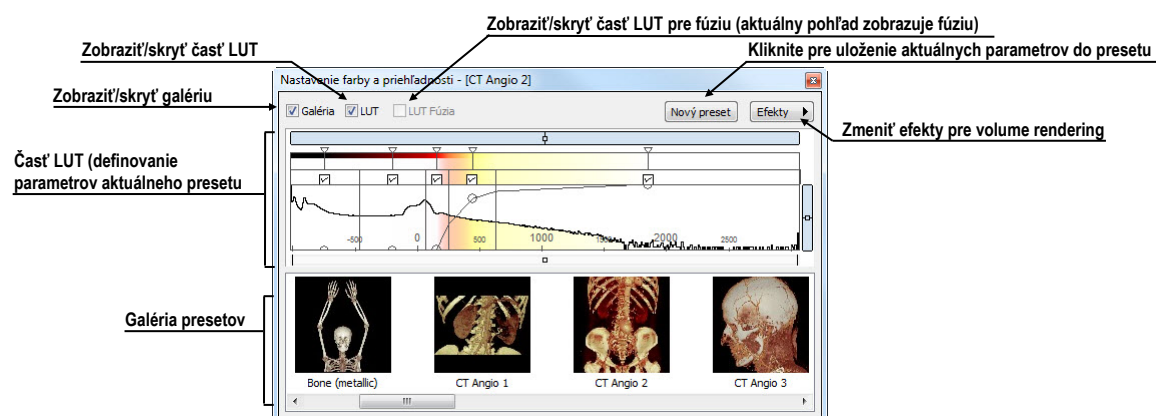 Zobraziť/skryť časť LUT pre fúziu (aktuálny pohľad zobrazuje fúziu)
Zobraziť/skryť časť LUT
Kliknite pre uloženie aktuálnych parametrov do presetu
Nastavenie farby a priehľadnosti - [CT Angio 2]
Zobraziť/skryť galériu
Galéria LUT LUT Fúzia Nový preset Efekty
Zmeniť efekty pre volume rendering
Časť LUT (definovanie
parametrov aktuálneho presetu
-500 0 500 1000 1500 2000 2500
Galéria presetov
Bone (metallic) CT Angio 1 CT Angio 2 CT Angio 3